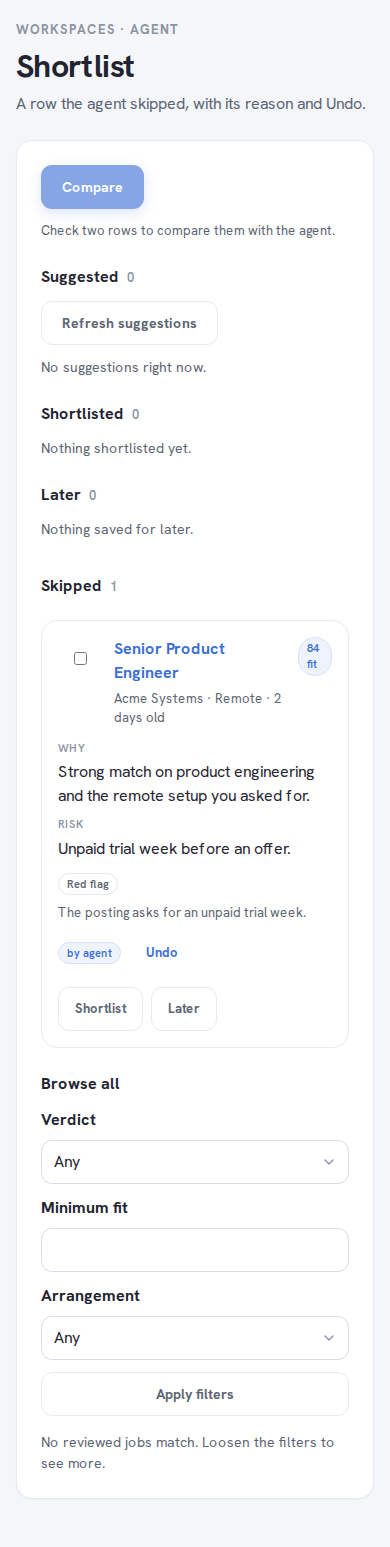 WORKSPACES · AGENT
Shortlist
A row the agent skipped, with its reason and Undo.
Compare
Check two rows to compare them with the agent.
Suggested 0
Refresh suggestions
No suggestions right now.
Shortlisted 0
Nothing shortlisted yet.
Later 0
Nothing saved for later.
Skipped 1
Senior Product
Engineer
84
fit
Acme Systems · Remote · 2
days old
WHY
Strong match on product engineering
and the remote setup you asked for.
RISK
Unpaid trial week before an offer.
Red flag
The posting asks for an unpaid trial week.
by agent Undo
Shortlist Later
Browse all
Verdict
Any
Minimum fit
Arrangement
Any
Apply filters
No reviewed jobs match. Loosen the filters to
see more.